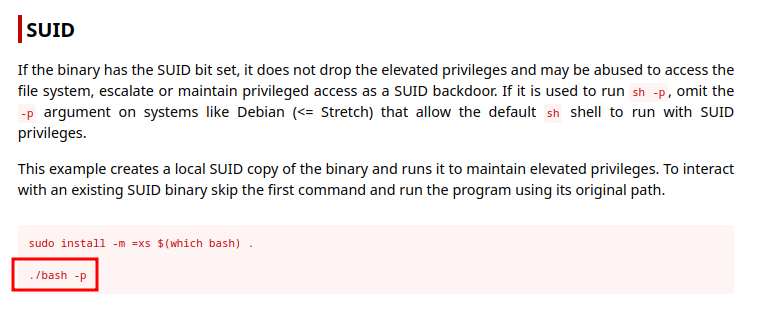 SUID
If the binary has the SUID bit set, it does not drop the elevated privileges and may be abused to access the
file system, escalate or maintain privileged access as a SUID backdoor. If it is used to run sh -p, omit the
-p argument on systems like Debian (<= Stretch) that allow the default sh shell to run with SUID
privileges.
This example creates a local SUID copy of the binary and runs it to maintain elevated privileges. To interact
with an existing SUID binary skip the first command and run the program using its original path.
sudo install -m =xs $(which bash) .
./bash -p